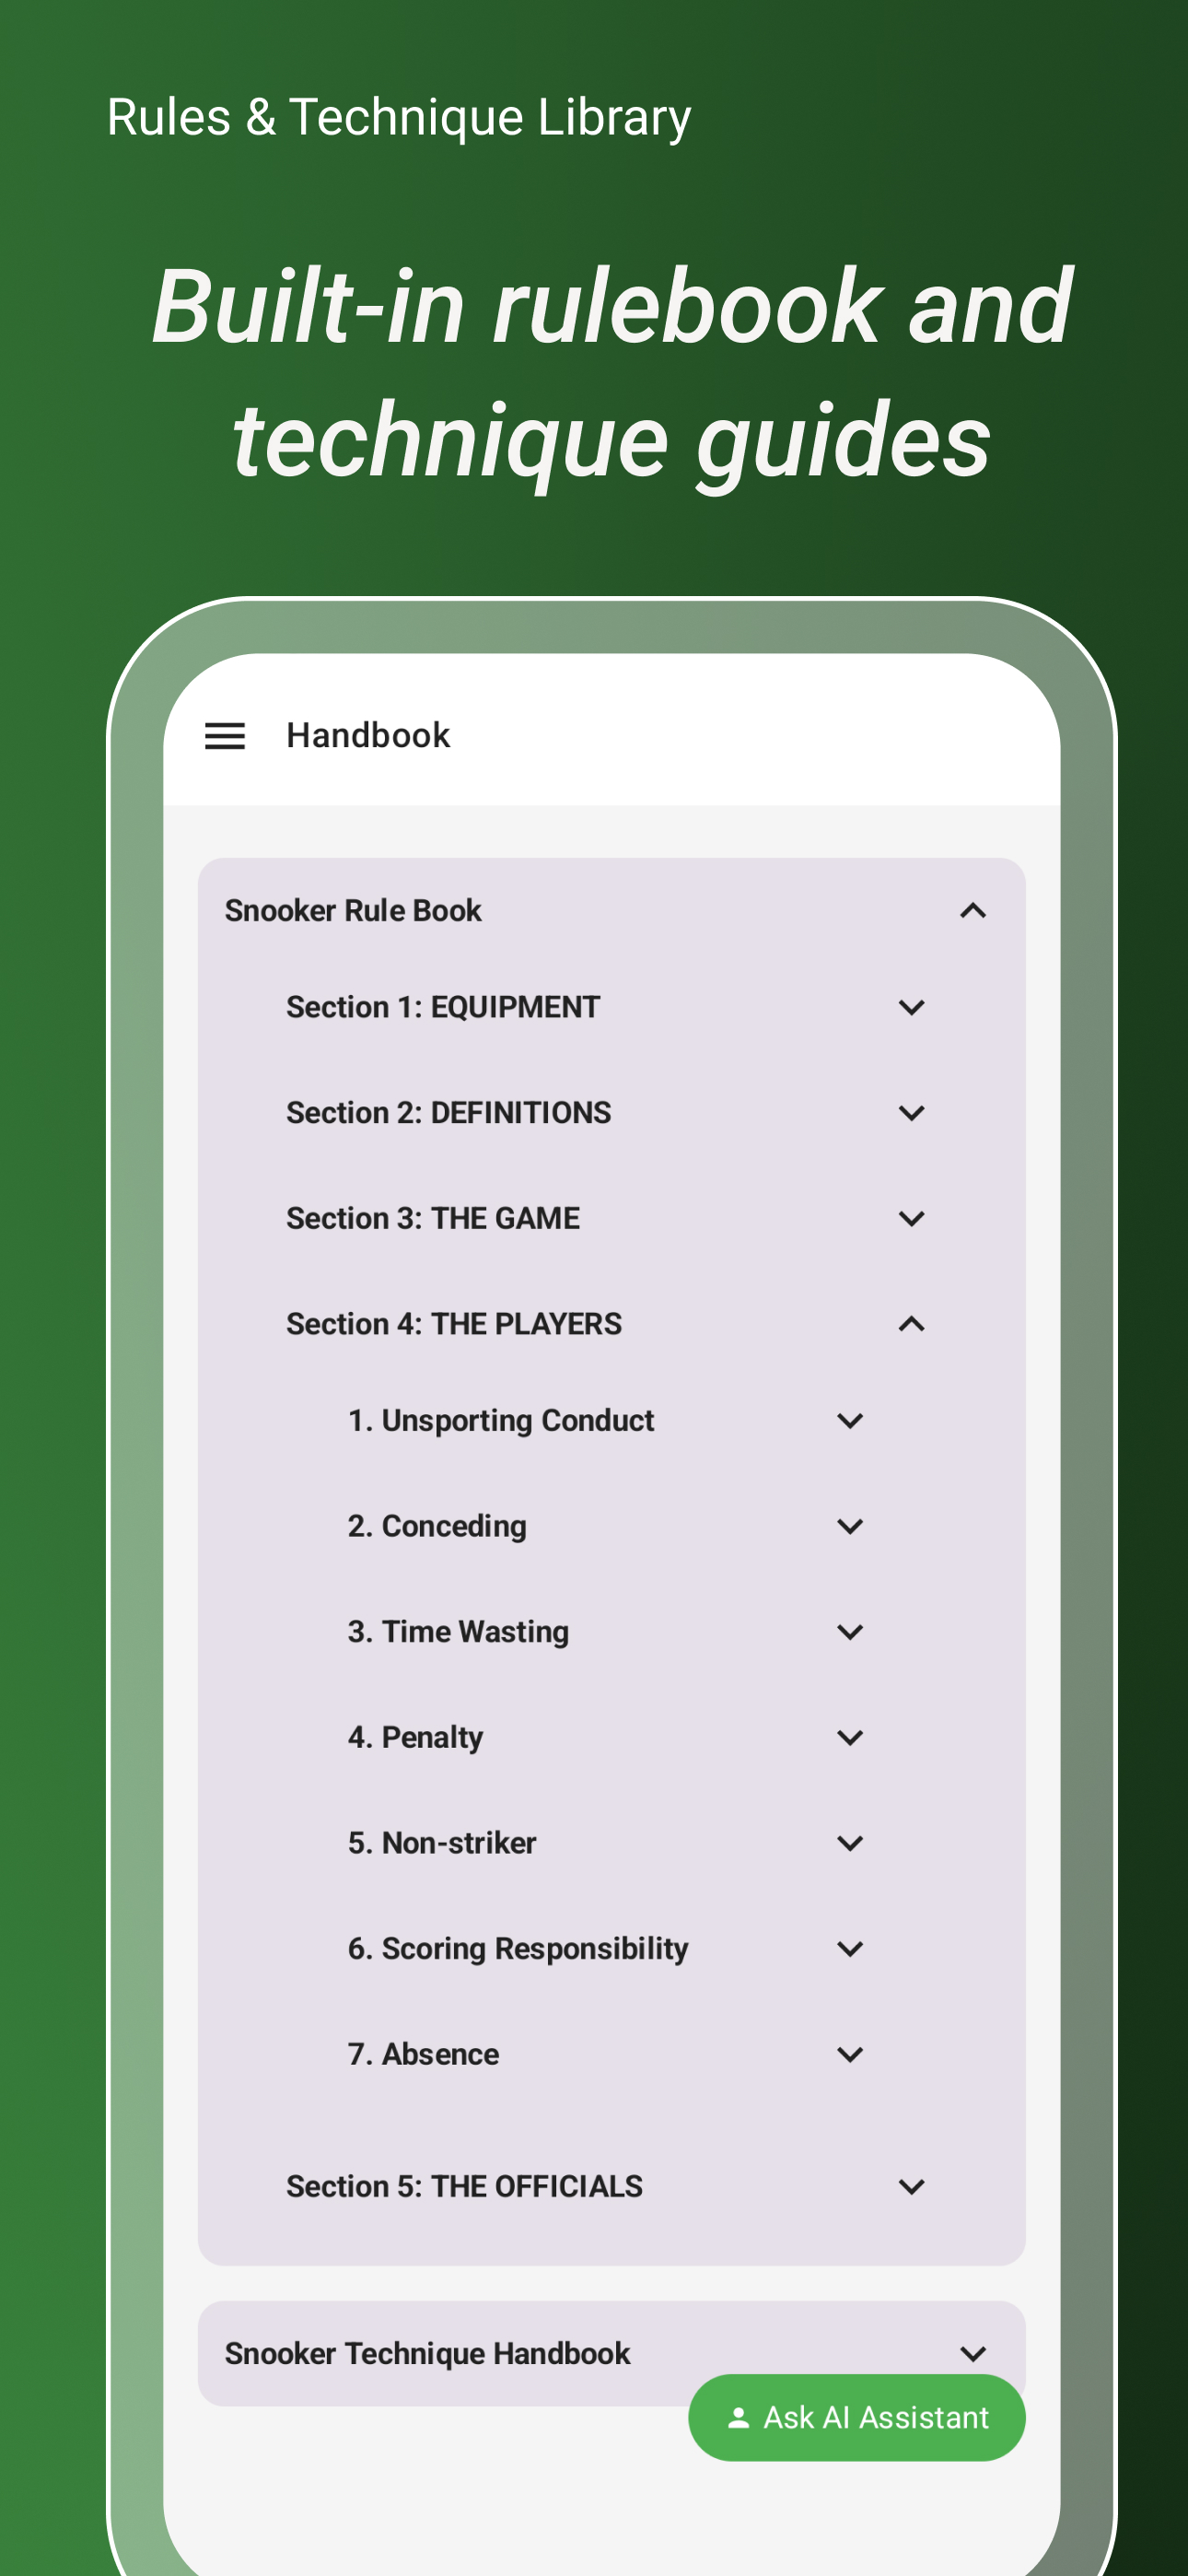 Rules & Technique Library
Built-in rulebook and
technique guides
Handbook
Snooker Rule Book
Section 1: EQUIPMENT
Section 2: DEFINITIONS
Section 3: THE GAME
Section 4: THE PLAYERS
1. Unsporting Conduct
2. Conceding
3. Time Wasting
4. Penalty
5. Non-striker
6. Scoring Responsibility
7. Absence
Section 5: THE OFFICIALS
Snooker Technique Handbook
Ask AI Assistant